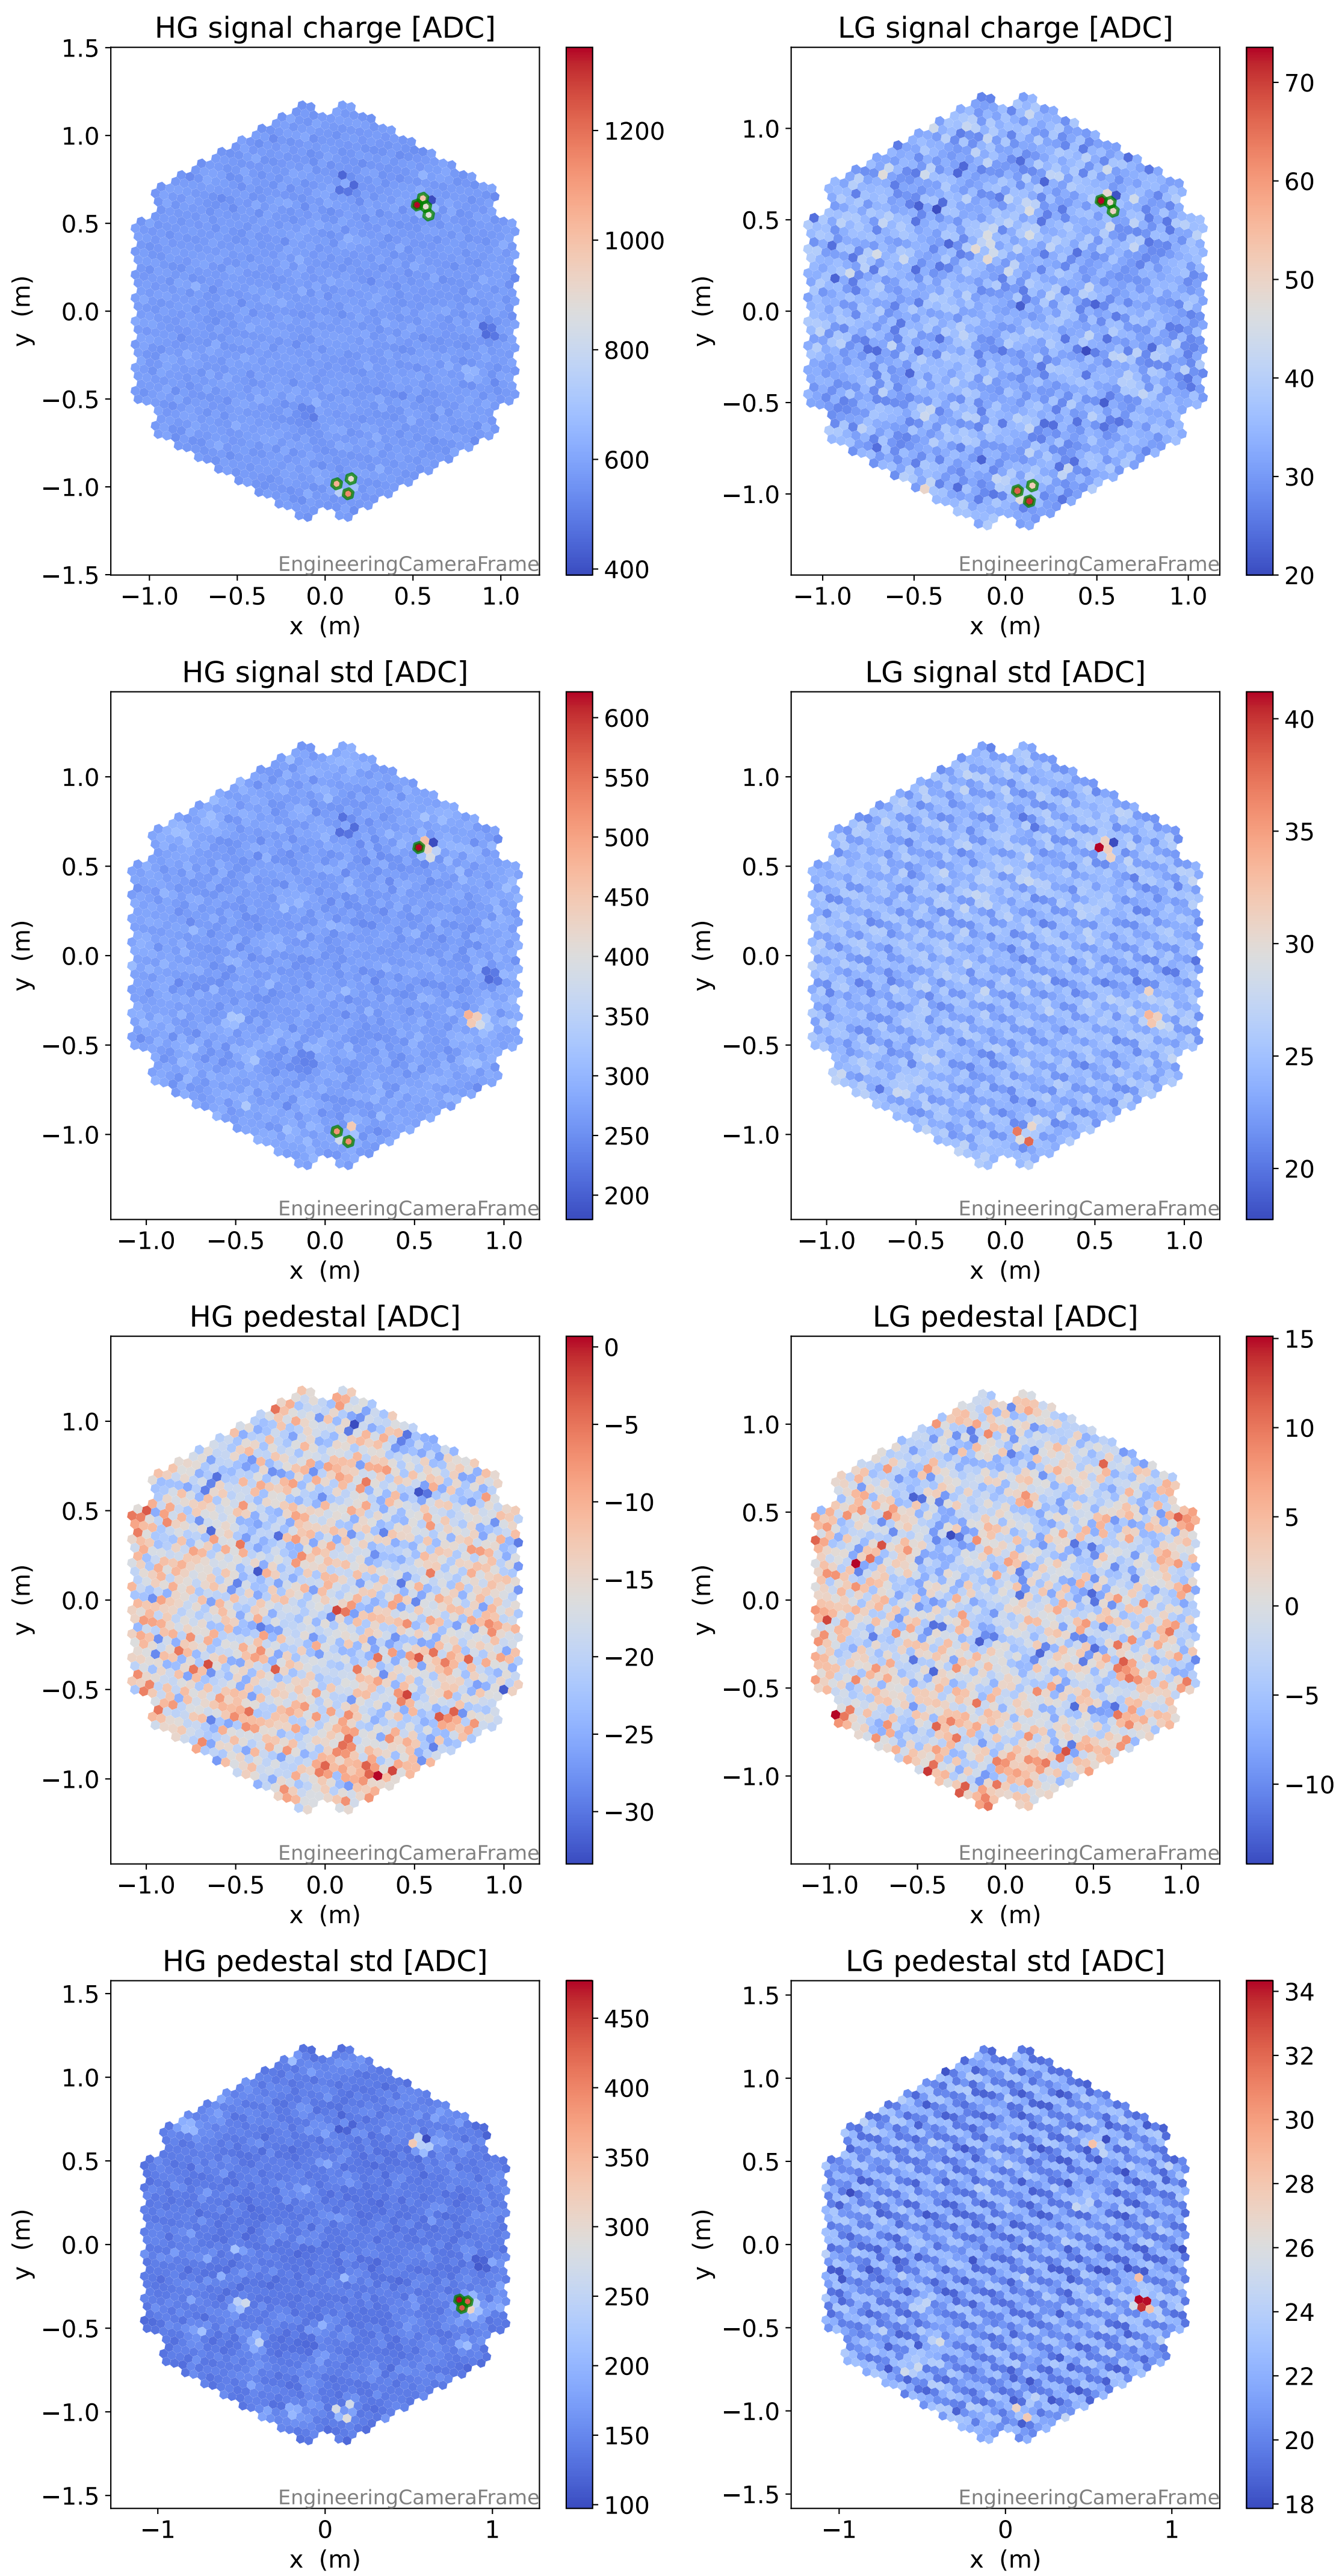 HG signal charge [ADC]
1.5
1.0
0.5
0.0
−0.5
−1.0
−1.5
y (m)
−1.0 −0.5 0.0 0.5 1.0
x (m)
EngineeringCameraFrame
1200
1000
800
600
400
LG signal charge [ADC]
1.0
0.5
0.0
−0.5
−1.0
y (m)
−1.0 −0.5 0.0 0.5 1.0
x (m)
EngineeringCameraFrame
70
60
50
40
30
20
HG signal std [ADC]
1.0
0.5
0.0
−0.5
−1.0
y (m)
−1.0 −0.5 0.0 0.5 1.0
x (m)
EngineeringCameraFrame
600
550
500
450
400
350
300
250
200
LG signal std [ADC]
1.0
0.5
0.0
−0.5
−1.0
y (m)
−1.0 −0.5 0.0 0.5 1.0
x (m)
EngineeringCameraFrame
40
35
30
25
20
HG pedestal [ADC]
1.0
0.5
0.0
−0.5
−1.0
y (m)
−1.0 −0.5 0.0 0.5 1.0
x (m)
EngineeringCameraFrame
0
−5
−10
−15
−20
−25
−30
LG pedestal [ADC]
1.0
0.5
0.0
−0.5
−1.0
y (m)
−1.0 −0.5 0.0 0.5 1.0
x (m)
EngineeringCameraFrame
15
10
5
0
−5
−10
HG pedestal std [ADC]
1.5
1.0
0.5
0.0
−0.5
−1.0
−1.5
y (m)
−1 0 1
x (m)
EngineeringCameraFrame
450
400
350
300
250
200
150
100
LG pedestal std [ADC]
1.5
1.0
0.5
0.0
−0.5
−1.0
−1.5
y (m)
−1 0 1
x (m)
EngineeringCameraFrame
34
32
30
28
26
24
22
20
18